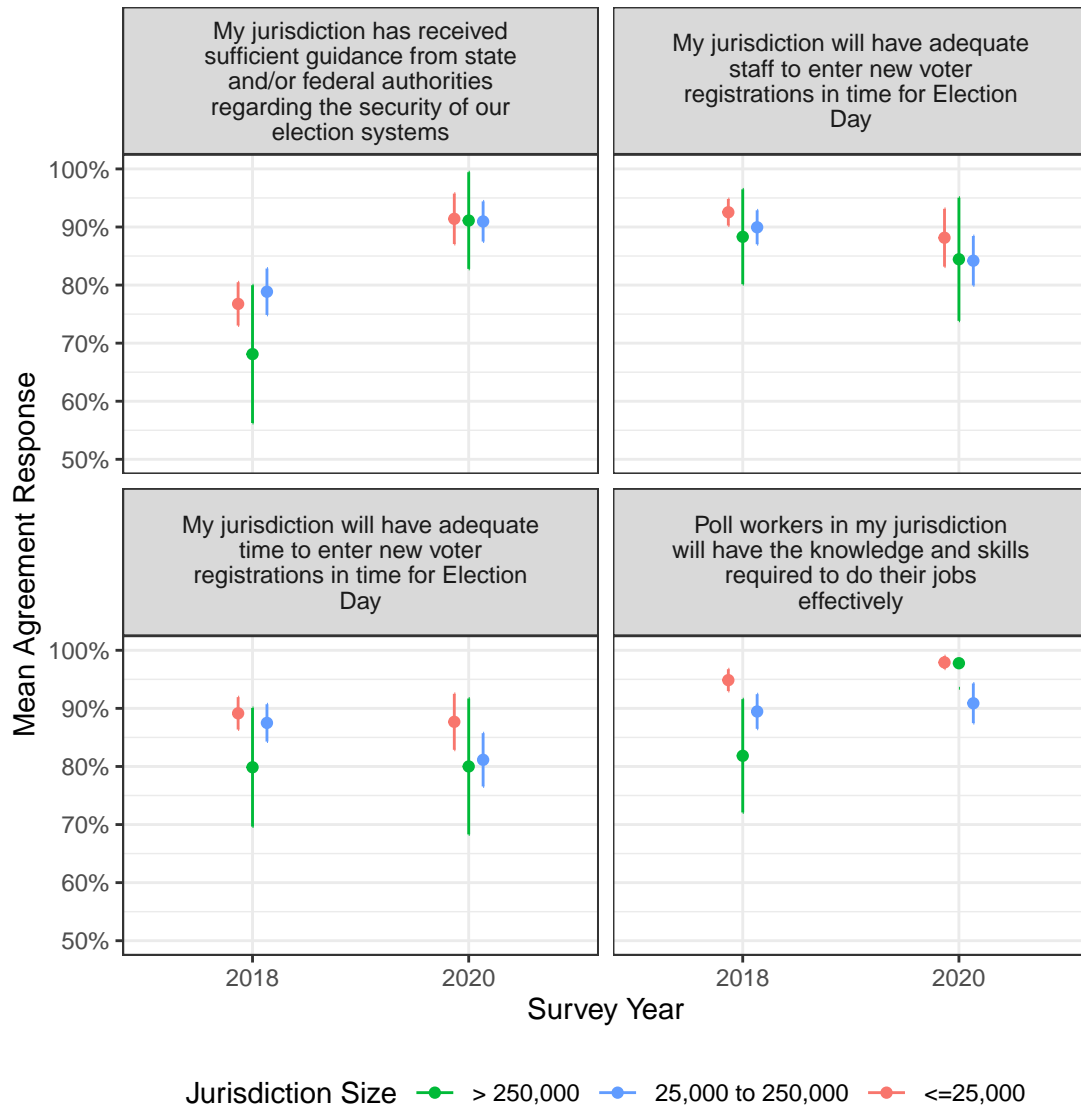 My jurisdiction has received
sufficient guidance from state
and/or federal authorities
regarding the security of our
election systems
My jurisdiction will have adequate
staff to enter new voter
registrations in time for Election
Day
100%
90%
80%
70%
60%
50%
My jurisdiction will have adequate
time to enter new voter
registrations in time for Election
Day
Poll workers in my jurisdiction
will have the knowledge and skills
required to do their jobs
effectively
100%
90%
80%
70%
60%
50%
Mean Agreement Response
2018 2020 2018 2020
Survey Year
Jurisdiction Size > 250,000 25,000 to 250,000 <=25,000